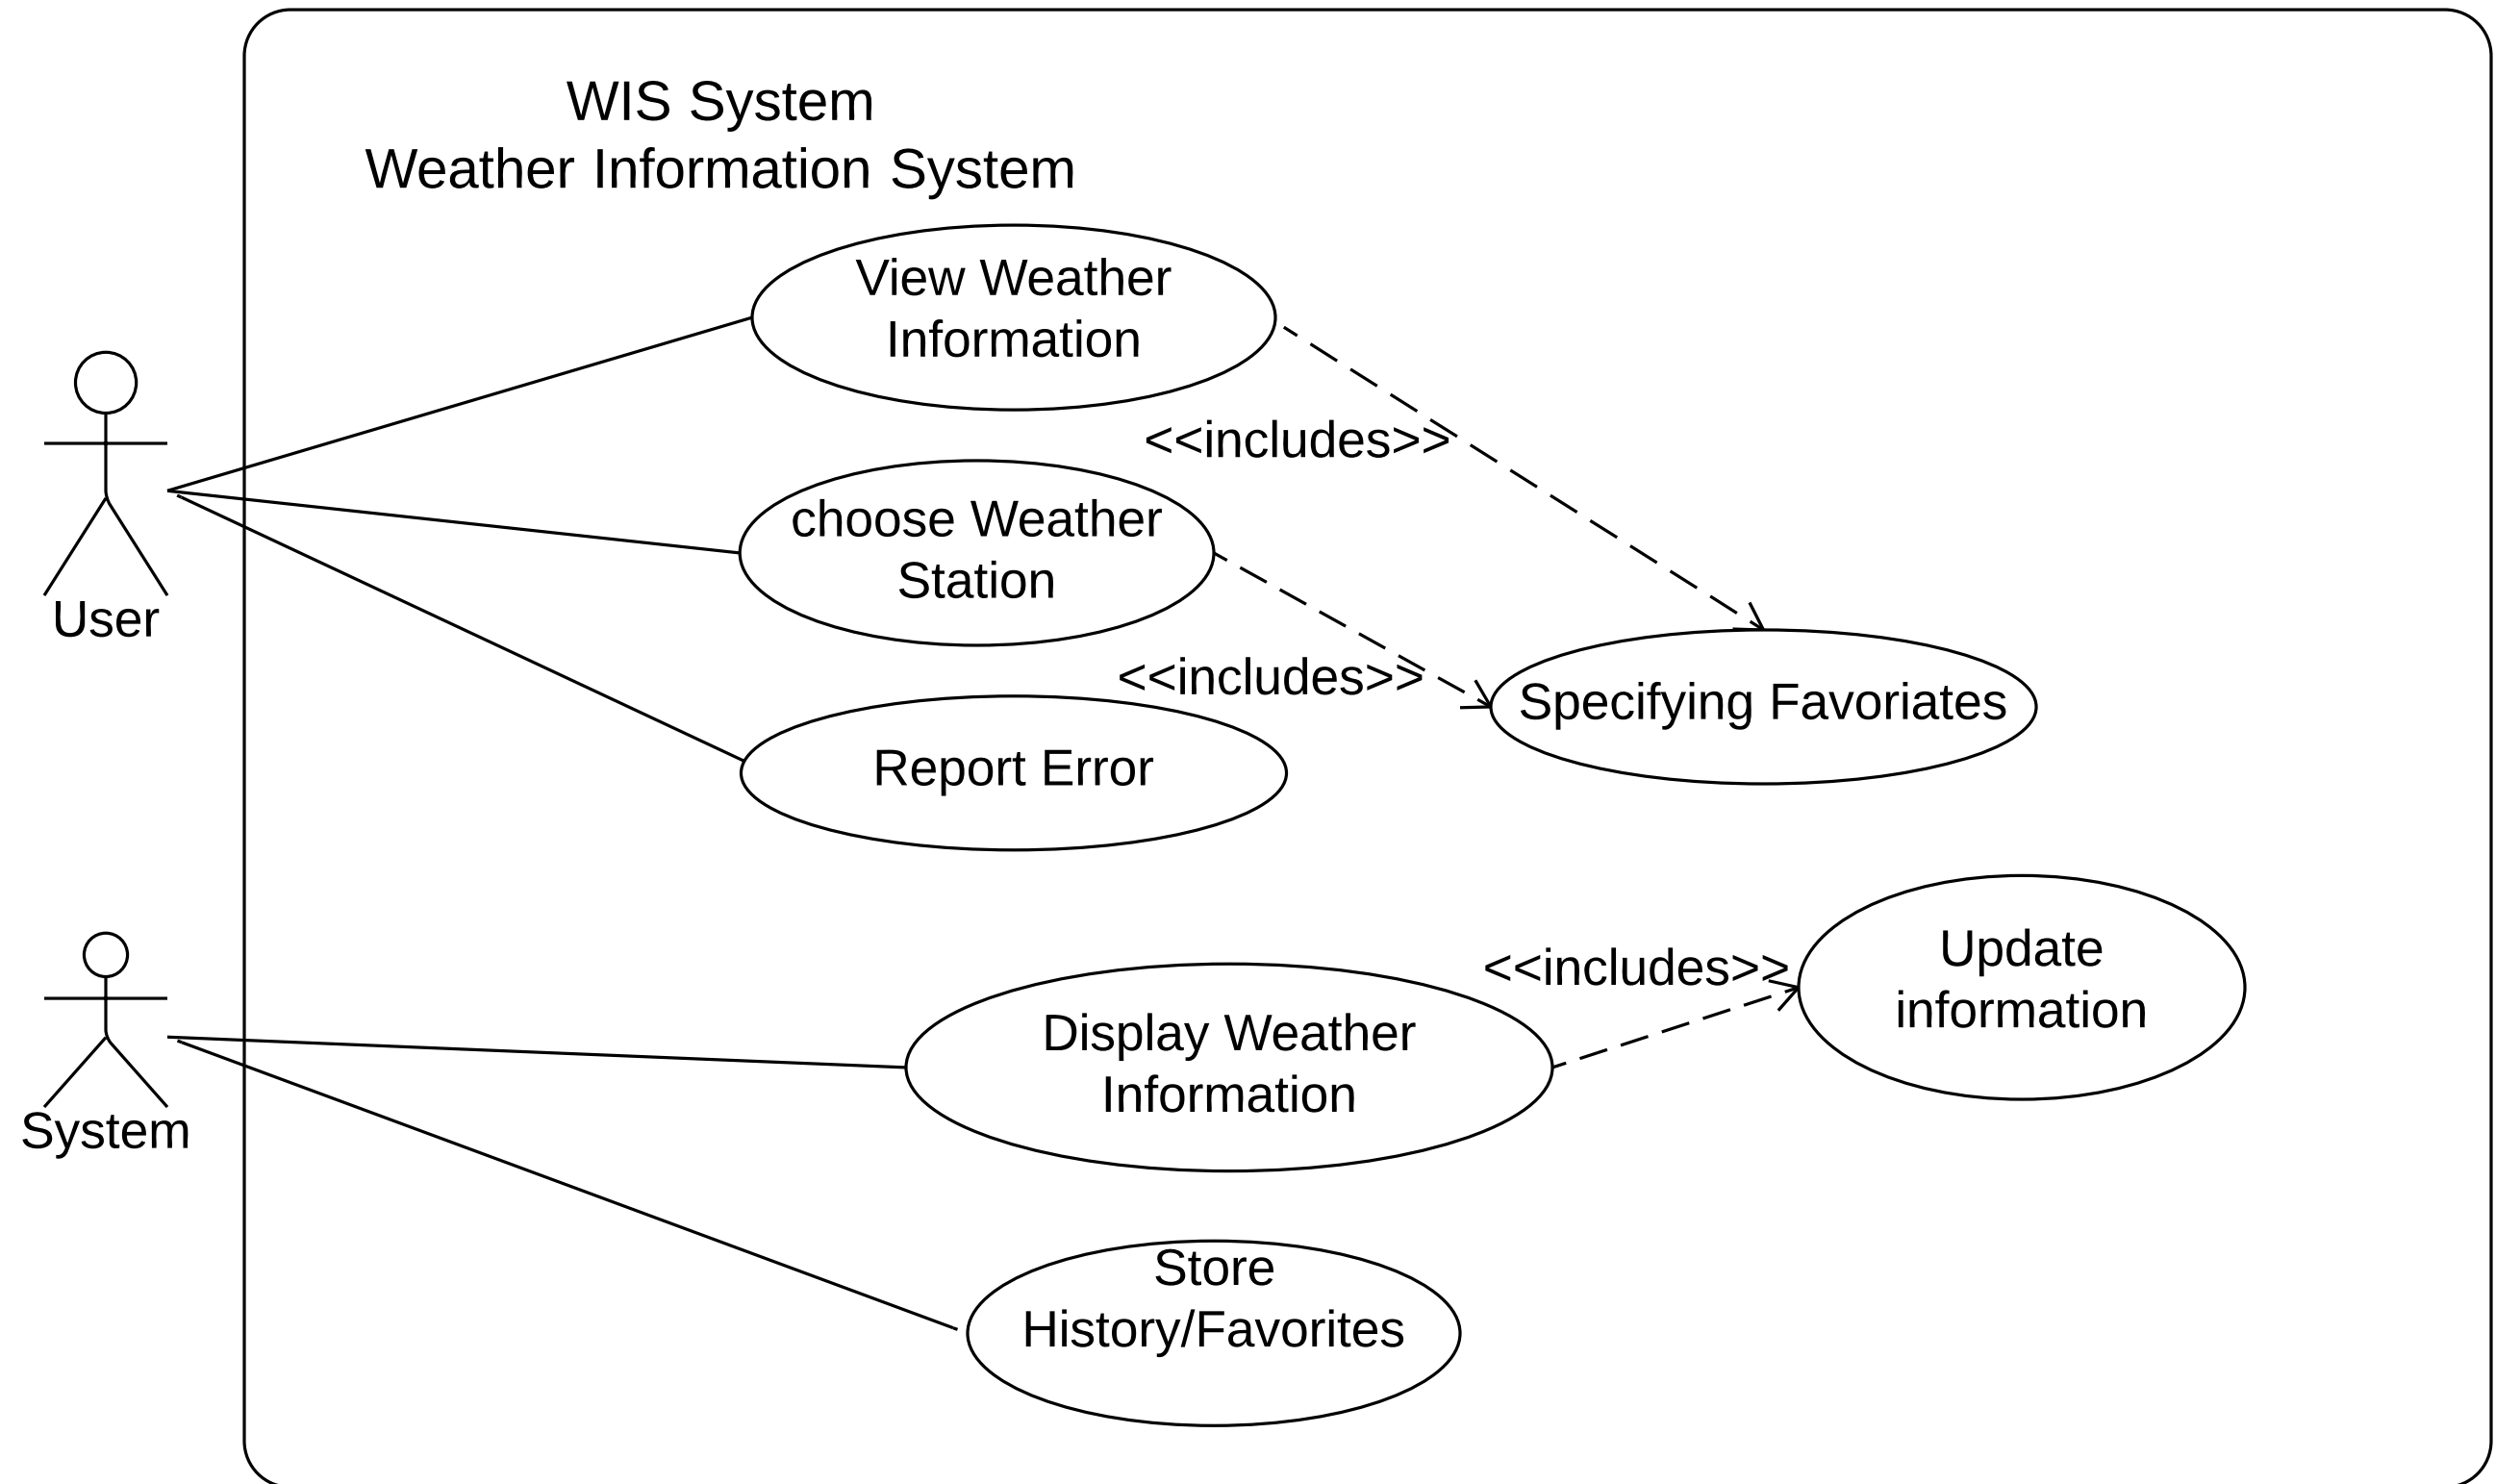 WIS System
Weather Information System
View Weather
Information
<<includes>>
choose Weather
Station
User
<<includes>>
Specifying Favoriates
Report Error
Update
information
<<includes>>
Display Weather
Information
System
Store
History/Favorites